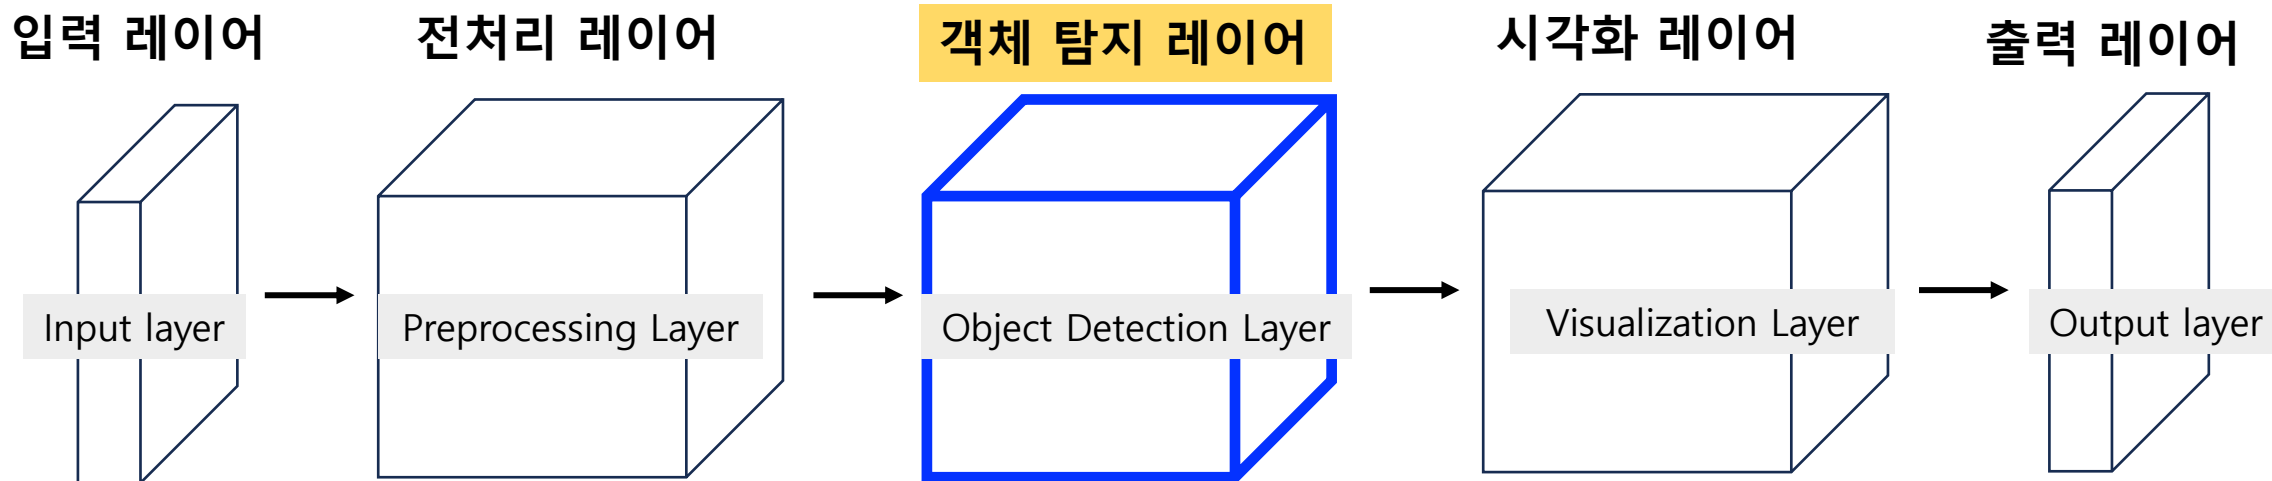 입력 레이어
전처리 레이어
객체 탐지 레이어
시각화 레이어
출력 레이어
Input layer
Preprocessing Layer
Object Detection Layer
Visualization Layer
Output layer